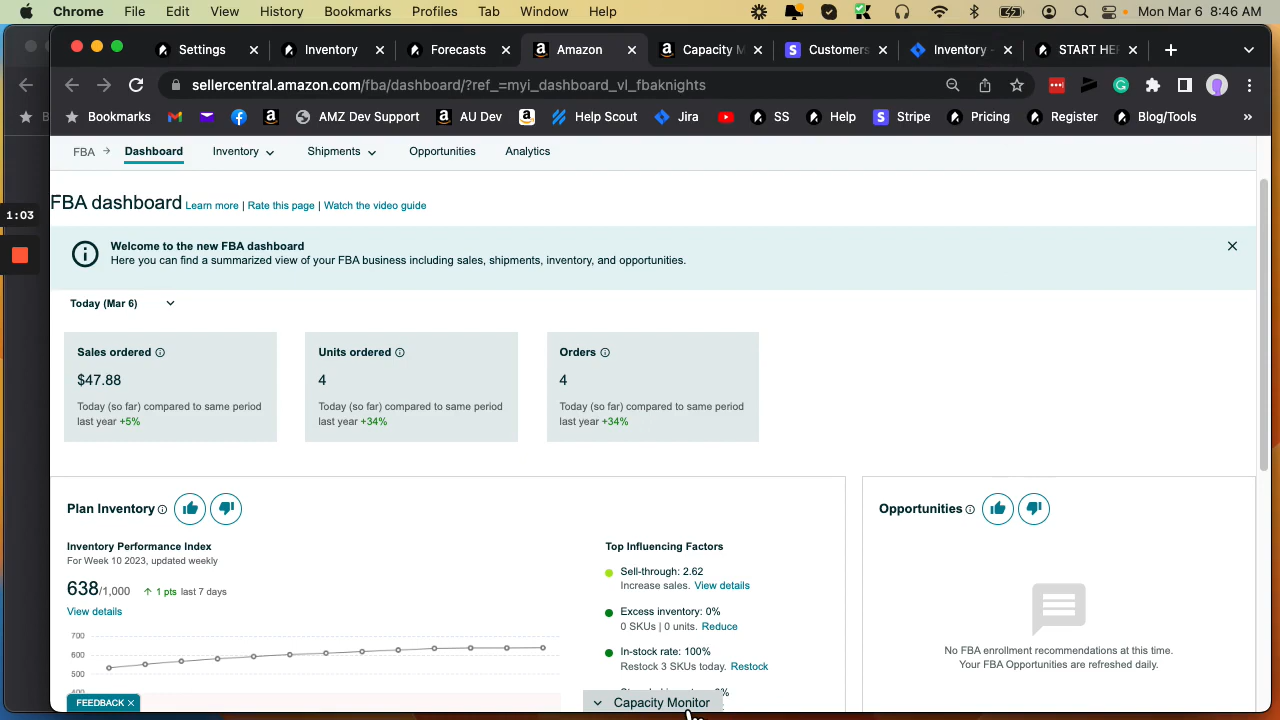 Chrome File Edit View History Bookmarks Profiles Tab Window Help Mon Mar 6 8:46 AM
Settings Inventory Forecasts Amazon Capacity M Customers Inventory - START HE
sellercentral.amazon.com/fba/dashboard/?ref_=myi_dashboard_vl_fbaknights
Bookmarks AMZ Dev Support AU Dev Help Scout Jira SS Help Stripe Pricing Register Blog/Tools »
FBA Dashboard Inventory Shipments Opportunities Analytics
FBA dashboard Learn more | Rate this page | Watch the video guide
1:03
Welcome to the new FBA dashboard
Here you can find a summarized view of your FBA business including sales, shipments, inventory, and opportunities.
Today (Mar 6)
Sales ordered
$47.88
Today (so far) compared to same period
last year +5%
Units ordered
4
Today (so far) compared to same period
last year +34%
Orders
4
Today (so far) compared to same period
last year +34%
Plan Inventory
Inventory Performance Index
For Week 10 2023, updated weekly
638/1,000 ↑ 1 pts last 7 days
View details
700
600
500
400
FEEDBACK
Top Influencing Factors
Sell-through: 2.62
Increase sales. View details
Excess inventory: 0%
0 SKUs | 0 units. Reduce
In-stock rate: 100%
Restock 3 SKUs today. Restock
Capacity Monitor
Opportunities
No FBA enrollment recommendations at this time.
Your FBA Opportunities are refreshed daily.